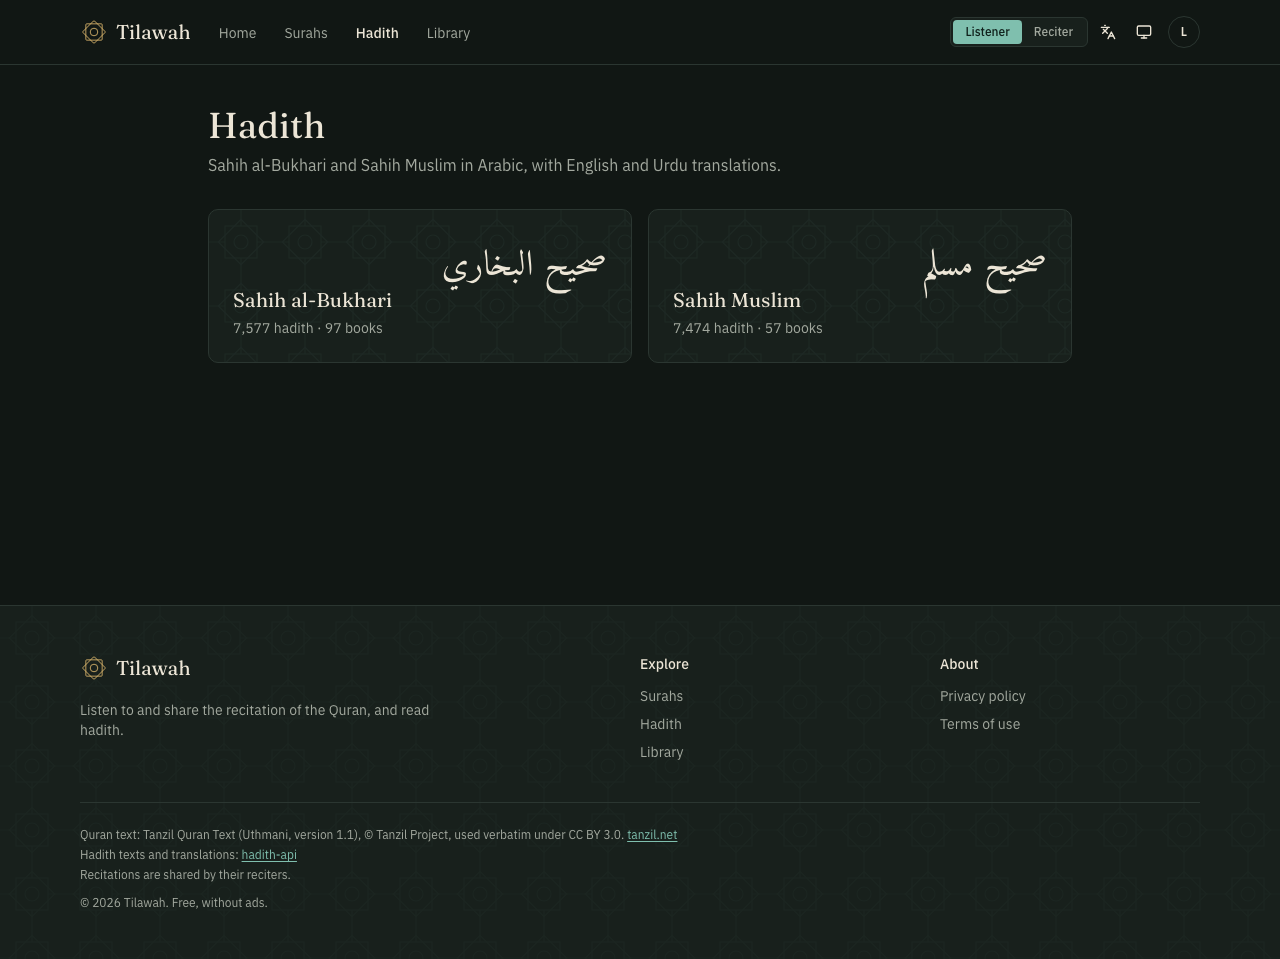 Tilawah
Home
Surahs
Hadith
Library
Listener
Reciter
L
Hadith
Sahih al-Bukhari and Sahih Muslim in Arabic, with English and Urdu translations.
صحيح البخاري
Sahih al-Bukhari
7,577 hadith · 97 books
صحيح مسلم
Sahih Muslim
7,474 hadith · 57 books
Tilawah
Listen to and share the recitation of the Quran, and read
hadith.
Explore
Surahs
Hadith
Library
About
Privacy policy
Terms of use
Quran text: Tanzil Quran Text (Uthmani, version 1.1), © Tanzil Project, used verbatim under CC BY 3.0. tanzil.net
Hadith texts and translations: hadith-api
Recitations are shared by their reciters.
© 2026 Tilawah. Free, without ads.